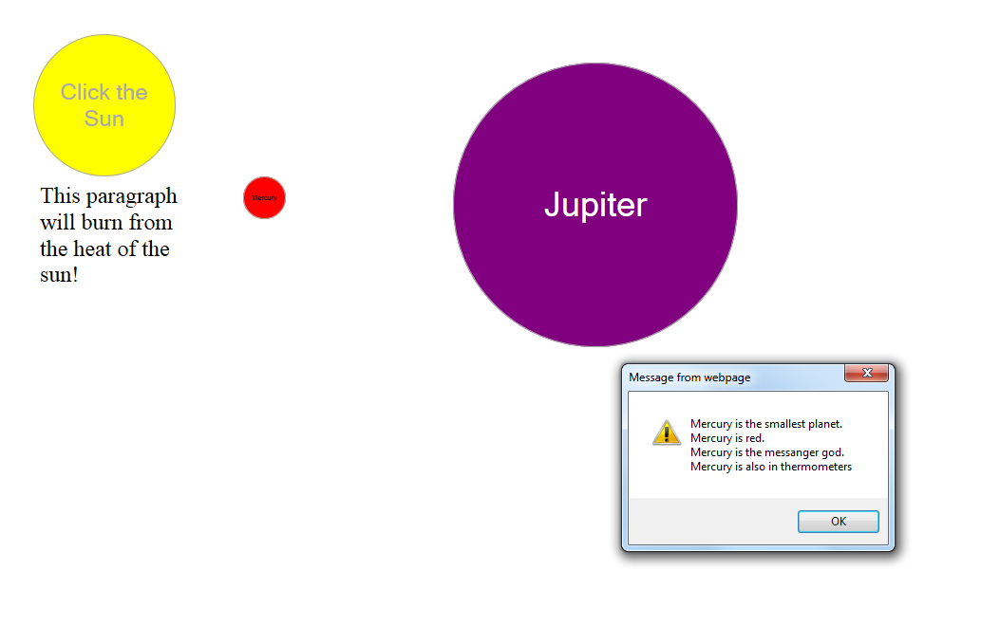 Click the
Sun
This paragraph
will burn from
the heat of the
sun!
Mercury
Jupiter
Message from webpage
Mercury is the smallest planet.
Mercury is red.
Mercury is the messanger god.
Mercury is also in thermometers
OK